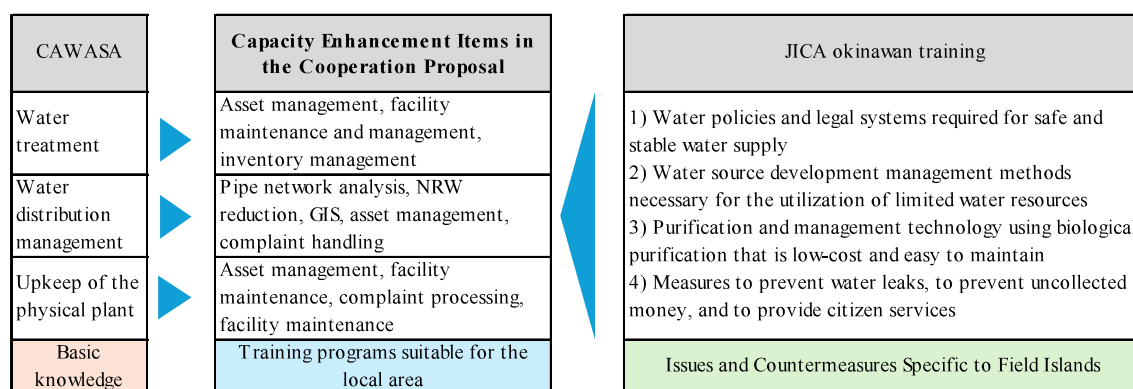 CAWASA
Capacity Enhancement Items in
the Cooperation Proposal
JICA okinawan training
Water
treatment
Asset management, facility
maintenance and management,
inventory management
Water
distribution
management
Pipe network analysis, NRW
reduction, GIS, asset management,
complaint handling
Upkeep of the
physical plant
Asset management, facility
maintenance, complaint processing,
facility maintenance
1) Water policies and legal systems required for safe and
stable water supply
2) Water source development management methods
necessary for the utilization of limited water resources
3) Purification and management technology using biological
purification that is low-cost and easy to maintain
4) Measures to prevent water leaks, to prevent uncollected
money, and to provide citizen services
Basic
knowledge
Training programs suitable for the
local area
Issues and Countermeasures Specific to Field Islands